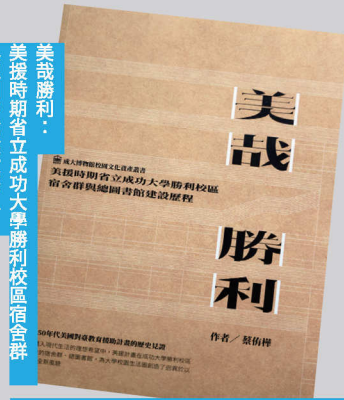 美哉勝利：
美援時期省立成功大學勝利校區宿舍群
美哉
勝利
成大博物館校園文化資產叢書
美援時期省立成功大學勝利校區
宿舍群與總圖書館建設歷程
作者／蔡侑樺
50年代美國對臺教育援助計畫的歷史見證